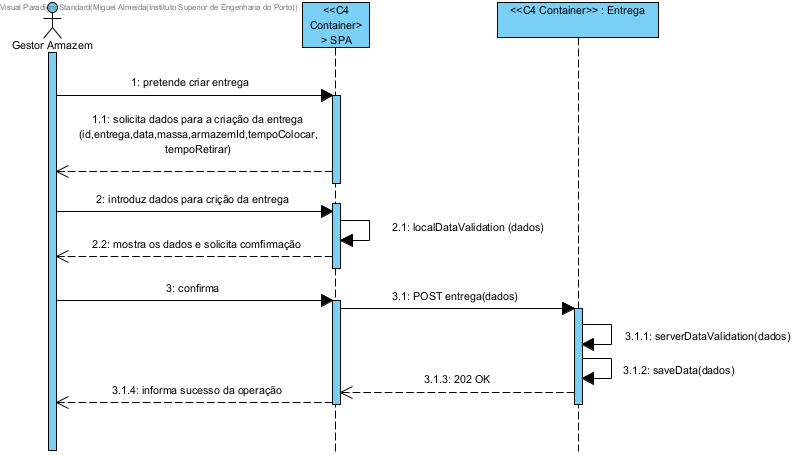 Visual Paradigm Standard(Miguel Almeida(Instituto Superior de Engenharia do Porto))
<<C4
Container>
> SPA
<<C4 Container>> : Entrega
Gestor Armazem
1: pretende criar entrega
1.1: solicita dados para a criação da entrega
(id,entrega,data,massa,armazemId,tempoColocar,
tempoRetirar)
2: introduz dados para crição da entrega
2.1: localDataValidation (dados)
2.2: mostra os dados e solicita comfirmação
3: confirma
3.1: POST entrega(dados)
3.1.1: serverDataValidation(dados)
3.1.2: saveData(dados)
3.1.3: 202 OK
3.1.4: informa sucesso da operação